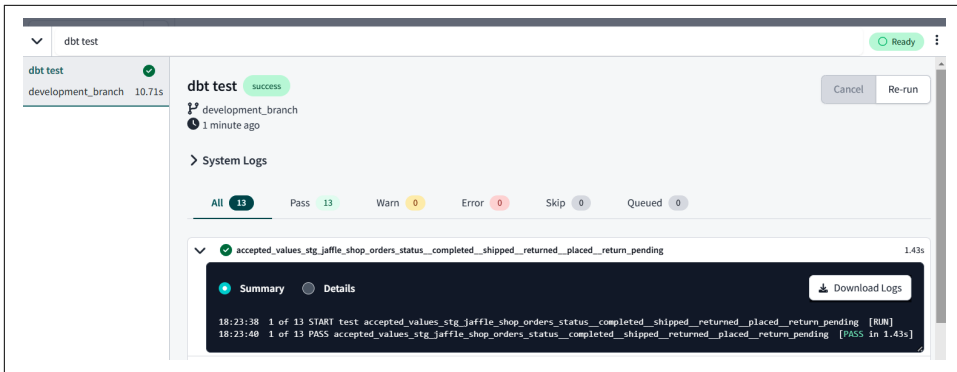 dbt test
Ready
dbt test
development_branch 10.71s
dbt test success
development_branch
1 minute ago
Cancel Re-run
System Logs
All 13 Pass 13 Warn 0 Error 0 Skip 0 Queued 0
accepted_values_stg_jaffle_shop_orders_status__completed__shipped__returned__placed__return_pending 1.43s
Summary Details Download Logs
18:23:38 1 of 13 START test accepted_values_stg_jaffle_shop_orders_status__completed__shipped__returned__placed__return_pending [RUN]
18:23:40 1 of 13 PASS accepted_values_stg_jaffle_shop_orders_status__completed__shipped__returned__placed__return_pending [PASS in 1.43s]